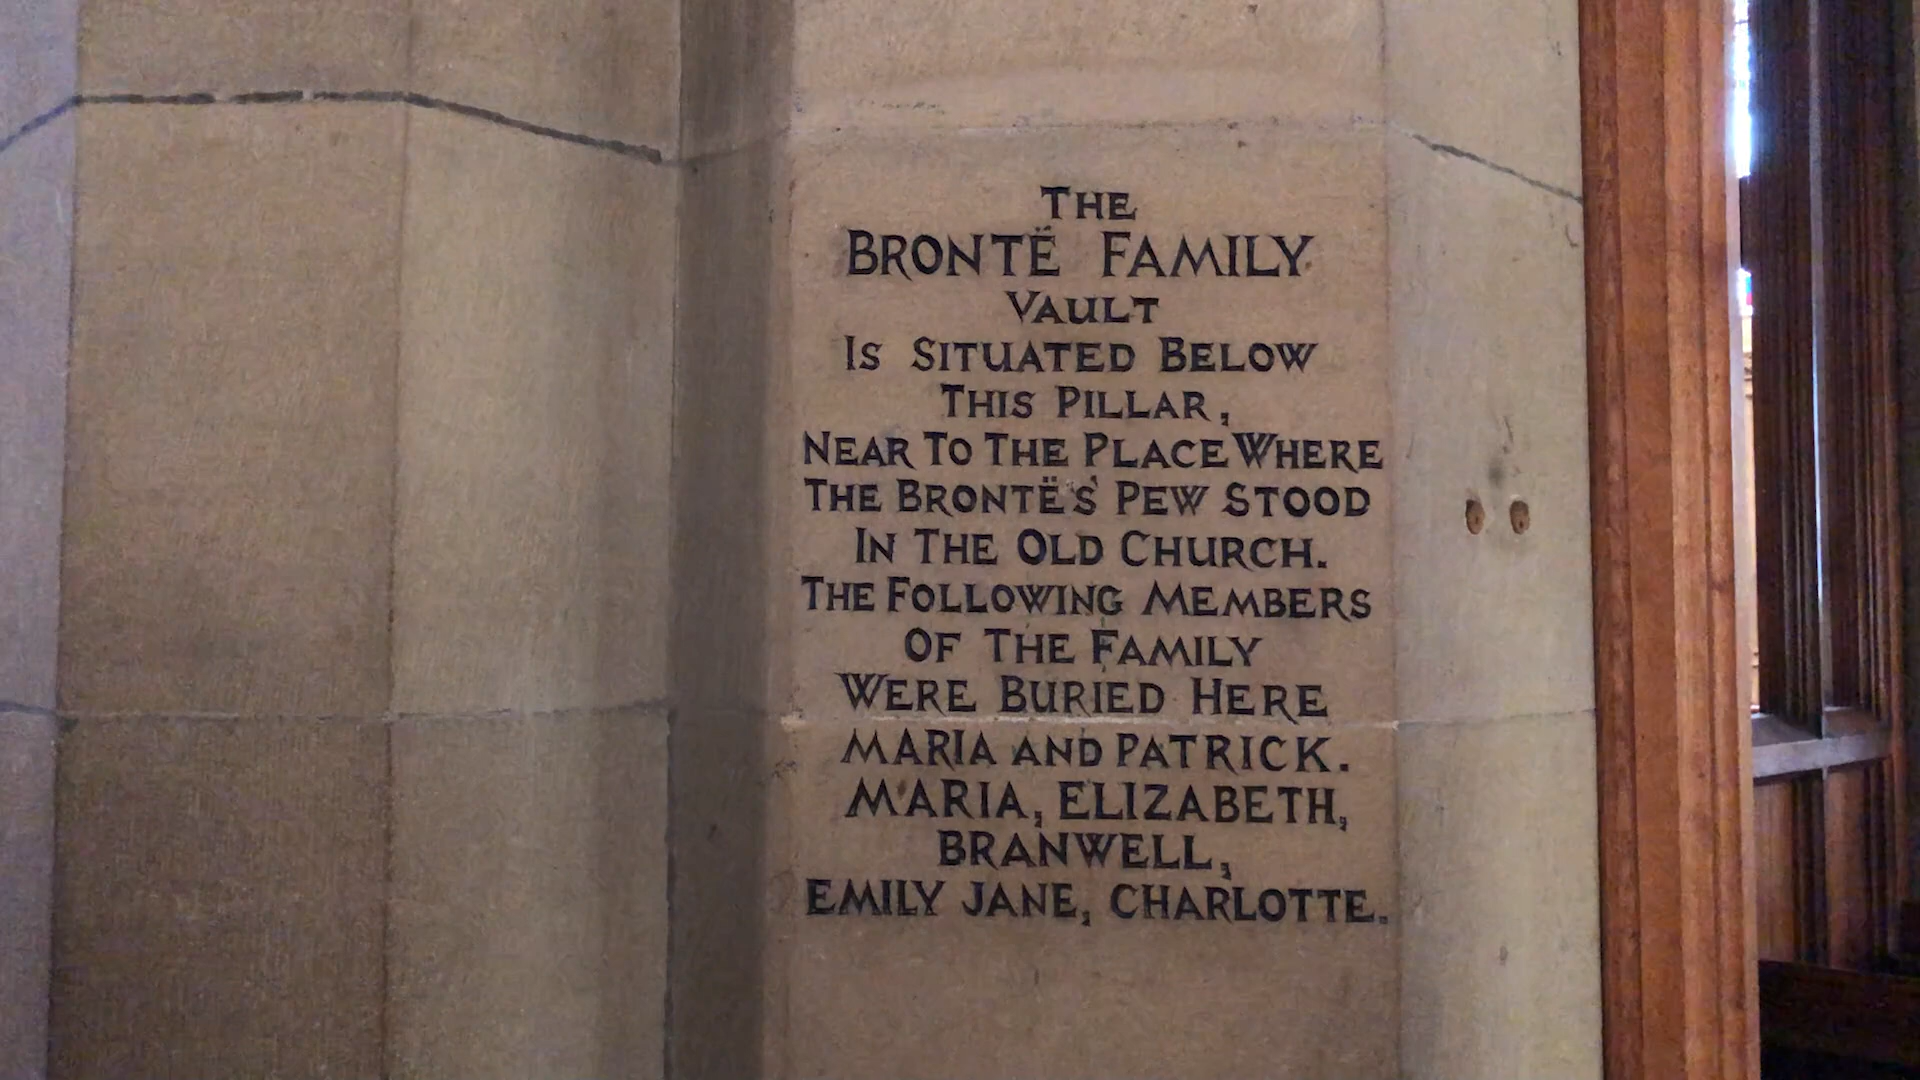 THE
BRONTË FAMILY
VAULT
IS SITUATED BELOW
THIS PILLAR,
NEAR TO THE PLACE WHERE
THE BRONTË'S PEW STOOD
IN THE OLD CHURCH.
THE FOLLOWING MEMBERS
OF THE FAMILY
WERE BURIED HERE
MARIA AND PATRICK.
MARIA, ELIZABETH,
BRANWELL,
EMILY JANE, CHARLOTTE.